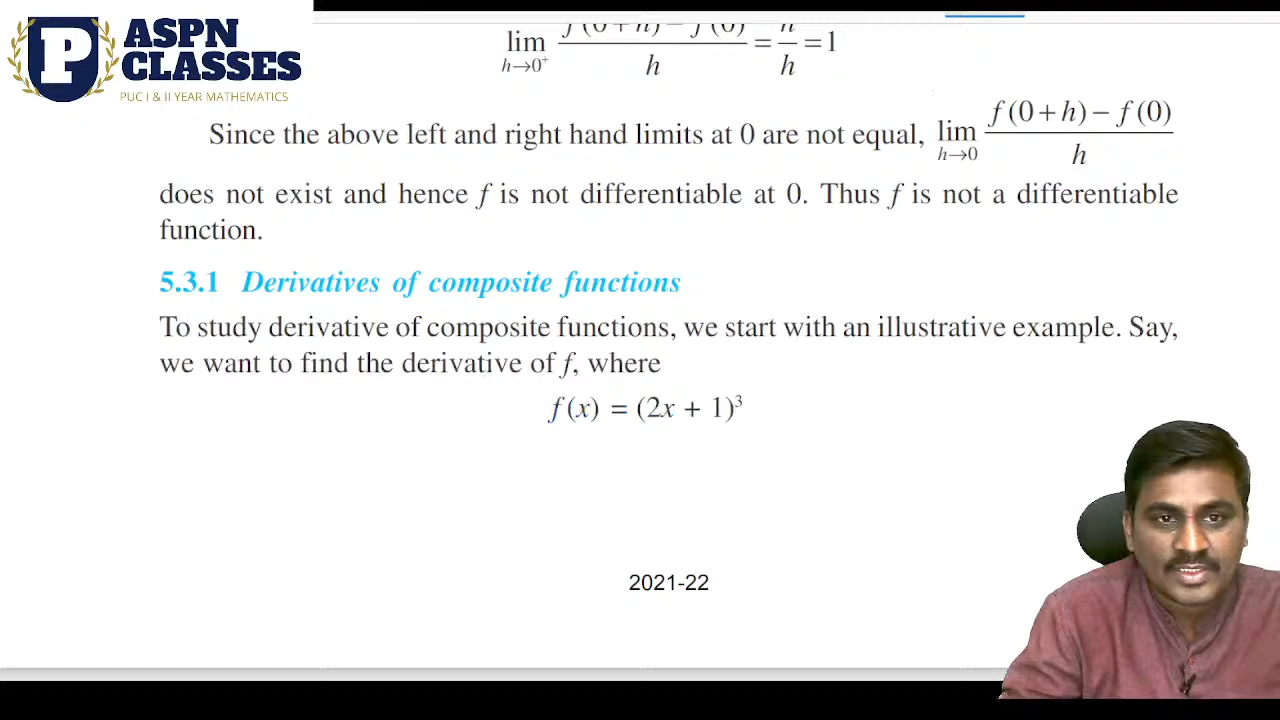 ASPN
CLASSES
PUC I & II YEAR MATHEMATICS
lim h→0⁺ f(0+h) − f(0) / h = h/h = 1
Since the above left and right hand limits at 0 are not equal, lim h→0 f(0+h) − f(0) / h
does not exist and hence f is not differentiable at 0. Thus f is not a differentiable
function.
5.3.1 Derivatives of composite functions
To study derivative of composite functions, we start with an illustrative example. Say,
we want to find the derivative of f, where
f(x) = (2x + 1)³
2021-22